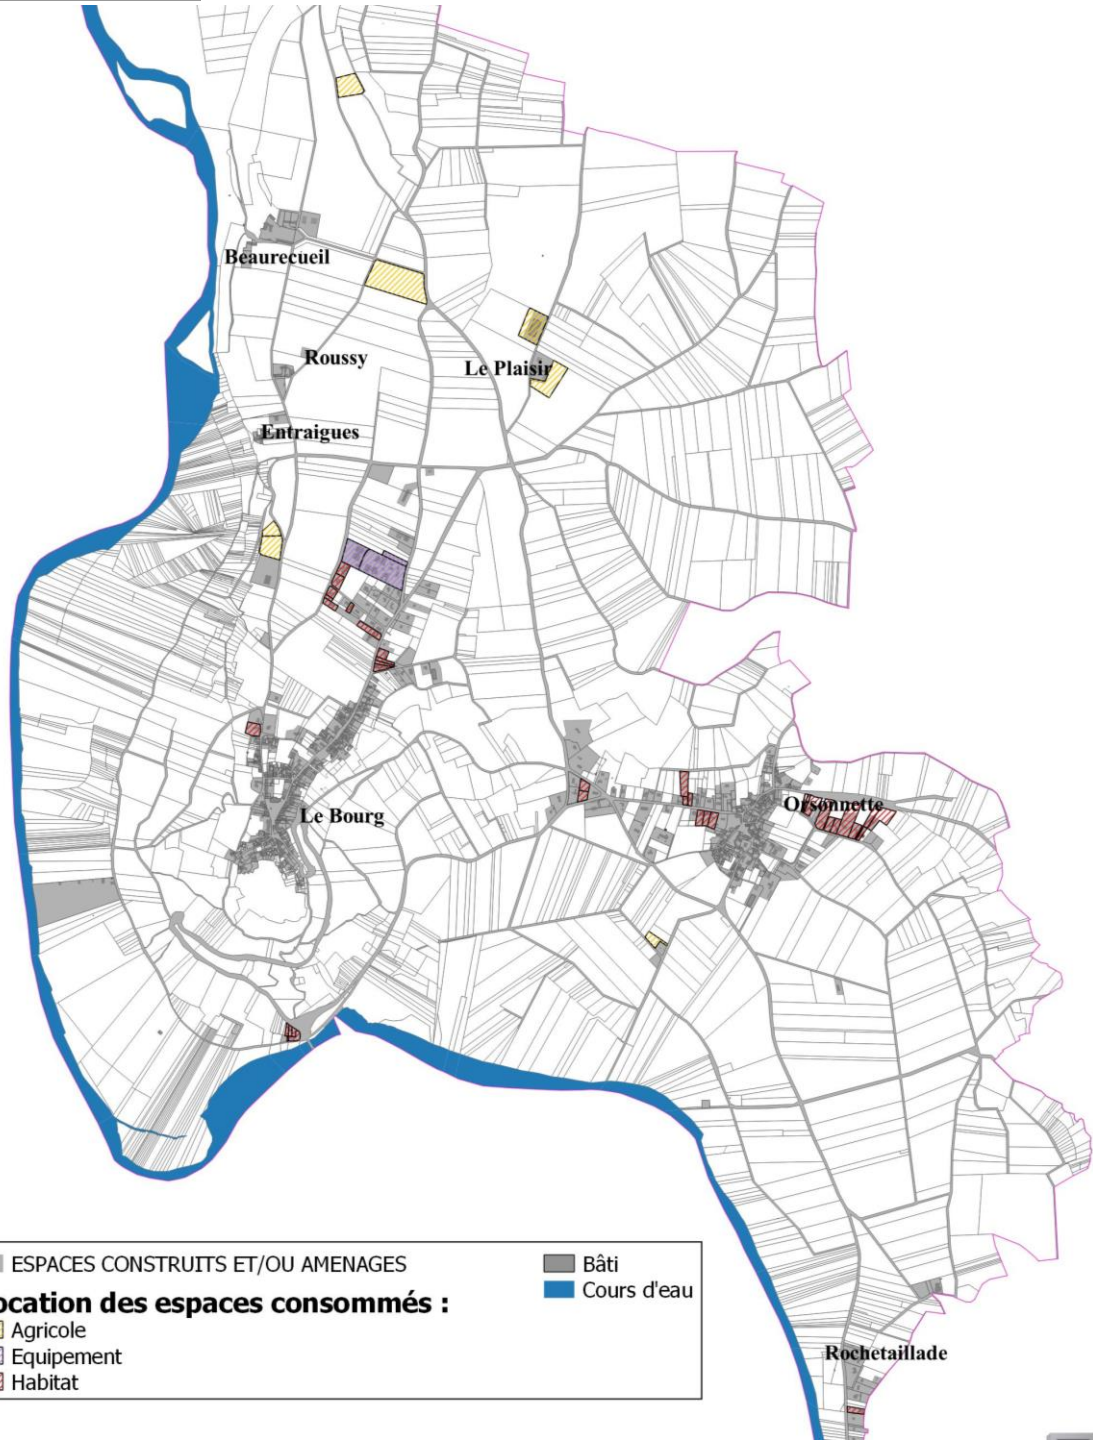 Beaurecueil
Roussy
Le Plaisir
Entraigues
Le Bourg
Orsonnette
Rochetaillade
ESPACES CONSTRUITS ET/OU AMENAGES
ocation des espaces consommés :
Agricole
Equipement
Habitat
Bâti
Cours d'eau